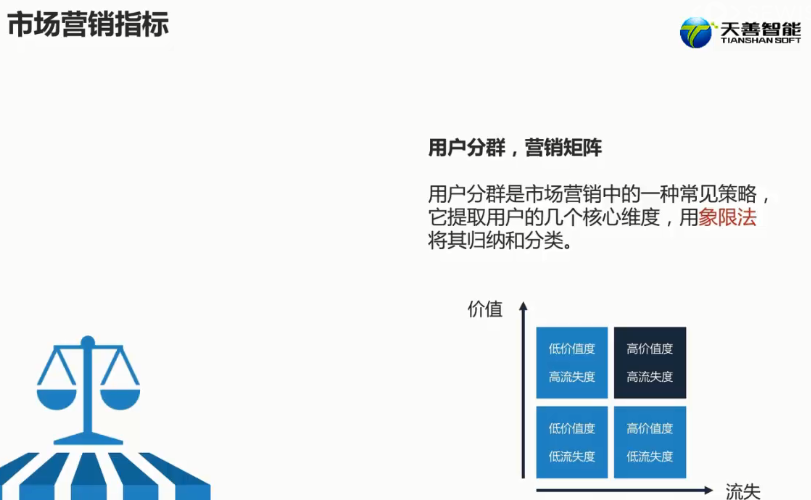 市场营销指标
天善智能
TIANSHAN SOFT
用户分群，营销矩阵
用户分群是市场营销中的一种常见策略，
它提取用户的几个核心维度，用象限法
将其归纳和分类。
价值
低价值度
高流失度
高价值度
高流失度
低价值度
低流失度
高价值度
低流失度
流失